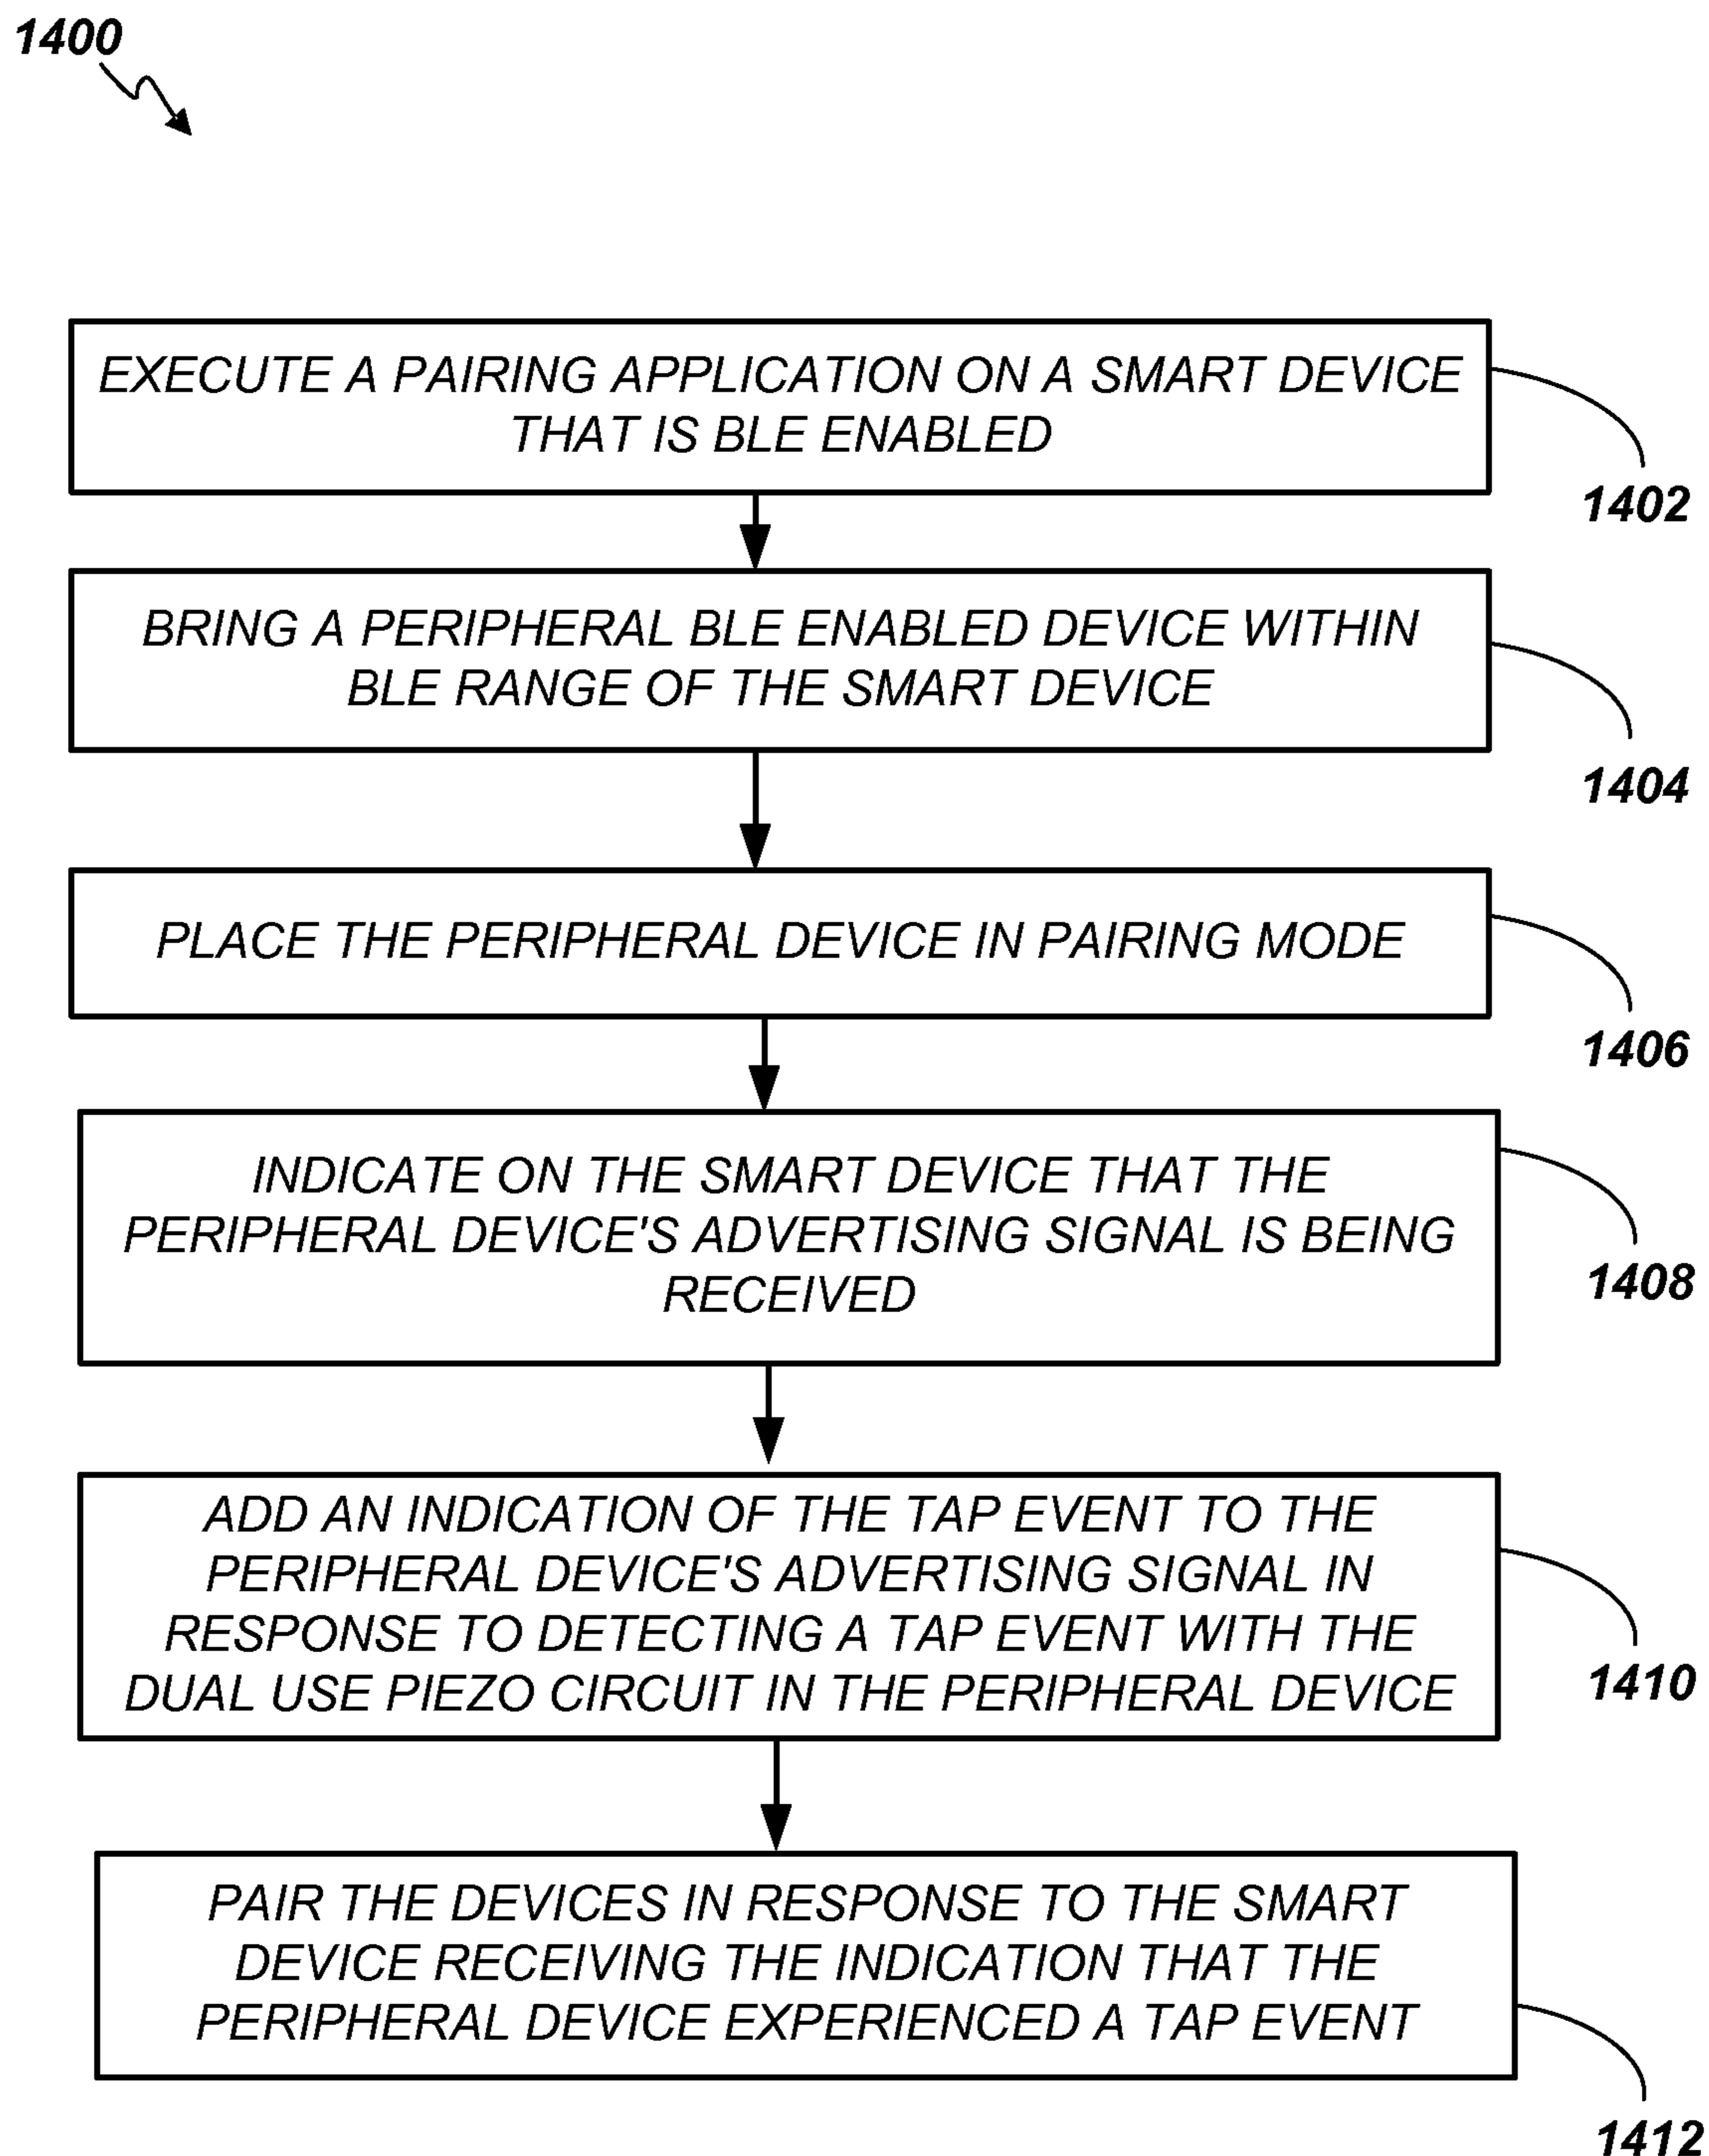 1400
EXECUTE A PAIRING APPLICATION ON A SMART DEVICE
THAT IS BLE ENABLED
1402
BRING A PERIPHERAL BLE ENABLED DEVICE WITHIN
BLE RANGE OF THE SMART DEVICE
1404
PLACE THE PERIPHERAL DEVICE IN PAIRING MODE
1406
INDICATE ON THE SMART DEVICE THAT THE
PERIPHERAL DEVICE'S ADVERTISING SIGNAL IS BEING
RECEIVED
1408
ADD AN INDICATION OF THE TAP EVENT TO THE
PERIPHERAL DEVICE'S ADVERTISING SIGNAL IN
RESPONSE TO DETECTING A TAP EVENT WITH THE
DUAL USE PIEZO CIRCUIT IN THE PERIPHERAL DEVICE
1410
PAIR THE DEVICES IN RESPONSE TO THE SMART
DEVICE RECEIVING THE INDICATION THAT THE
PERIPHERAL DEVICE EXPERIENCED A TAP EVENT
1412